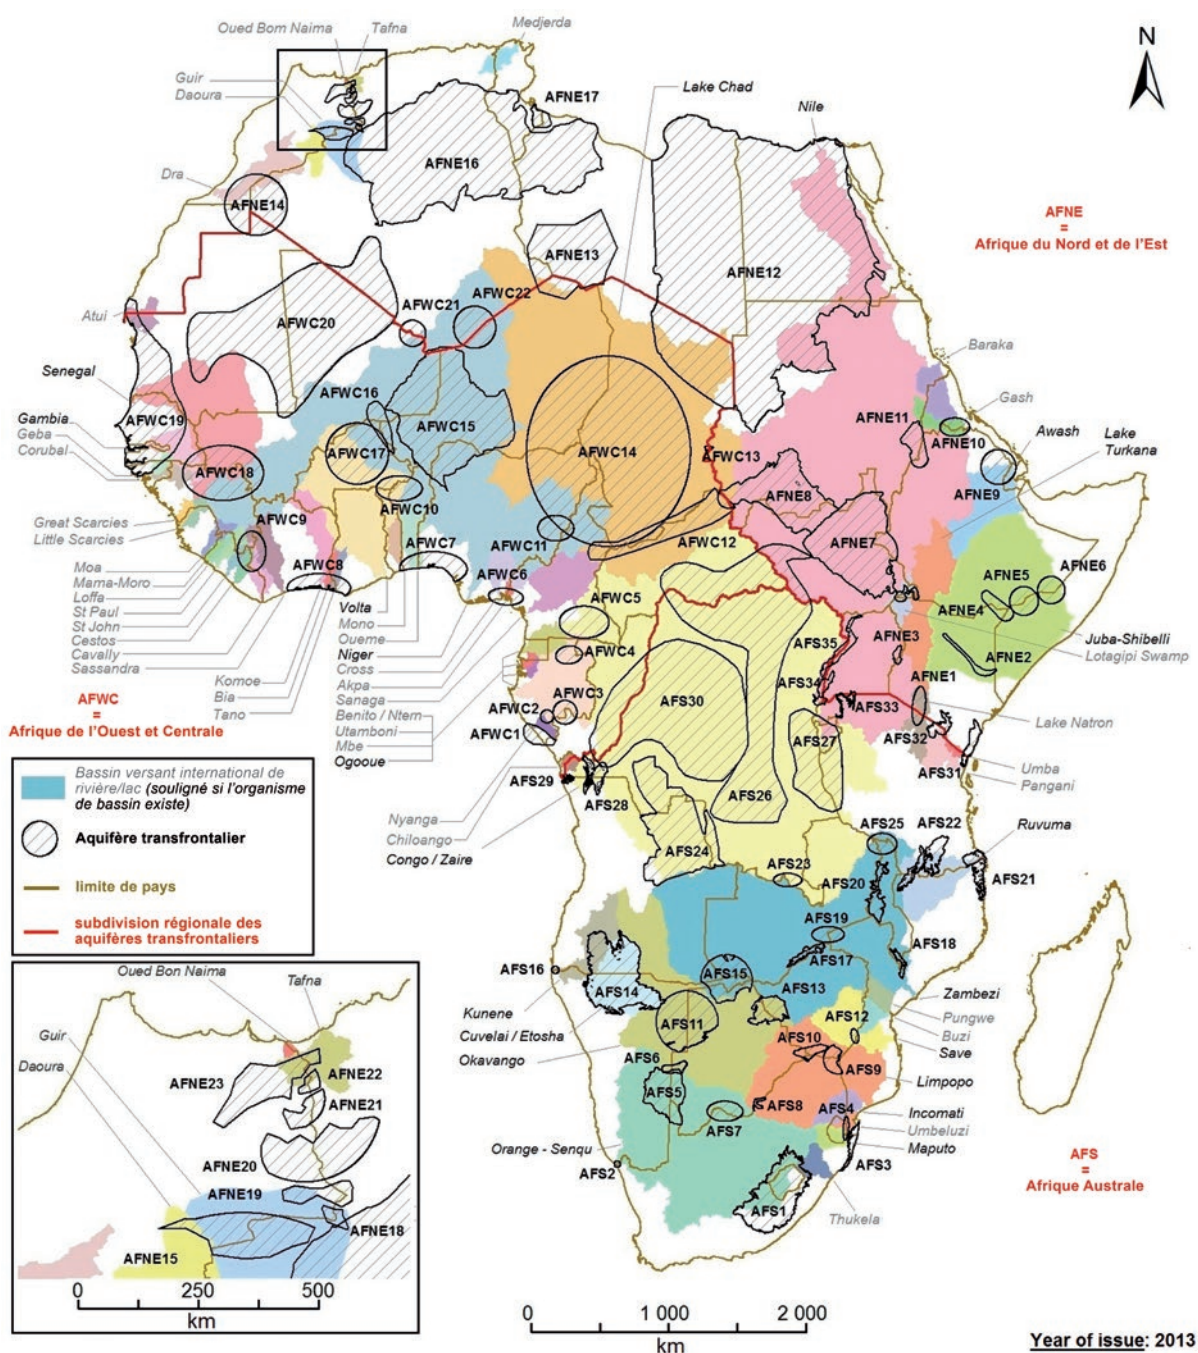 Oued Bom Naima
Tafna
Medjerda
N
Guir
Daoura
AFNE17
Lake Chad
Nile
AFNE16
Dra
AFNE14
AFNE
=
Afrique du Nord et de l'Est
AFNE13
AFNE12
AFWC21
AFWC22
Atui
AFWC20
Baraka
Senegal
AFWC16
Gash
Gambia
AFWC19
AFWC15
AFNE11
AFNE10
Awash
Lake
Turkana
Geba
Corubal
AFWC18
AFWC17
AFWC14
AFWC13
AFNE8
AFNE9
Great Scarcies
Little Scarcies
AFWC9
AFWC10
AFWC7
AFWC11
AFWC12
AFNE7
AFWC8
AFWC6
AFNE5
AFNE6
Moa
Mama-Moro
Loffa
St Paul
St John
Cestos
Cavally
Sassandra
Volta
Mono
Oueme
Niger
Cross
Akpa
Sanaga
Benito / Ntern
Utamboni
Mbe
Ogooue
Komoe
Bia
Tano
AFWC5
AFWC4
AFWC3
AFWC2
AFWC1
AFNE4
Juba-Shibelli
Lotagipi Swamp
AFS35
AFNE3
AFNE2
AFS34
AFNE1
AFS30
AFS33
Lake Natron
AFS32
AFWC
=
Afrique de l'Ouest et Centrale
AFS27
AFS31
Umba
Pangani
AFS29
AFS28
AFS26
Nyanga
Chiloango
Congo / Zaire
Bassin versant international de
rivière/lac (souligné si l'organisme
de bassin existe)
Aquifère transfrontalier
limite de pays
subdivision régionale des
aquifères transfrontaliers
AFS25
AFS22
Ruvuma
AFS24
AFS23
AFS20
AFS21
AFS19
AFS16
AFS15
AFS17
AFS18
AFS14
AFS13
Kunene
Cuvelai / Etosha
Okavango
AFS11
AFS12
Zambezi
Pungwe
Buzi
Save
AFS10
AFS6
AFS9
Limpopo
AFS5
AFS8
AFS4
Incomati
Umbeluzi
Maputo
AFS7
Orange - Senqu
AFS2
AFS3
AFS1
Thukela
AFS
=
Afrique Australe
Oued Bon Naima
Tafna
Guir
Daoura
AFNE23
AFNE22
AFNE21
AFNE20
AFNE19
AFNE18
AFNE15
0 250 500
km
0 1 000 2 000
km
Year of issue: 2013